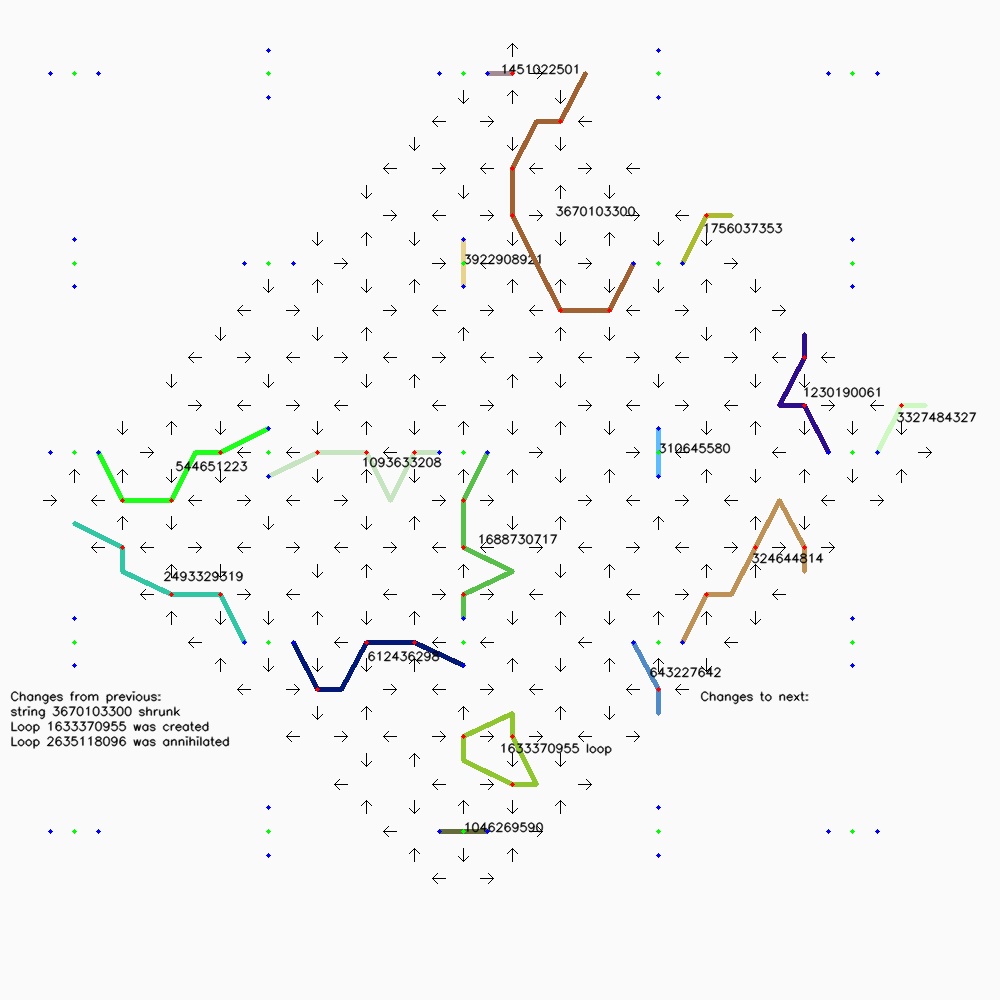 1451022501
3670103300
1756037353
3922908921
1230190061
3327484327
310645580
1093633208
544651223
1688730717
324644814
2493329319
612436298
643227642
Changes from previous:
string 3670103300 shrunk
Loop 1633370955 was created
Loop 2635118096 was annihilated
Changes to next:
1633370955 loop
1046269590